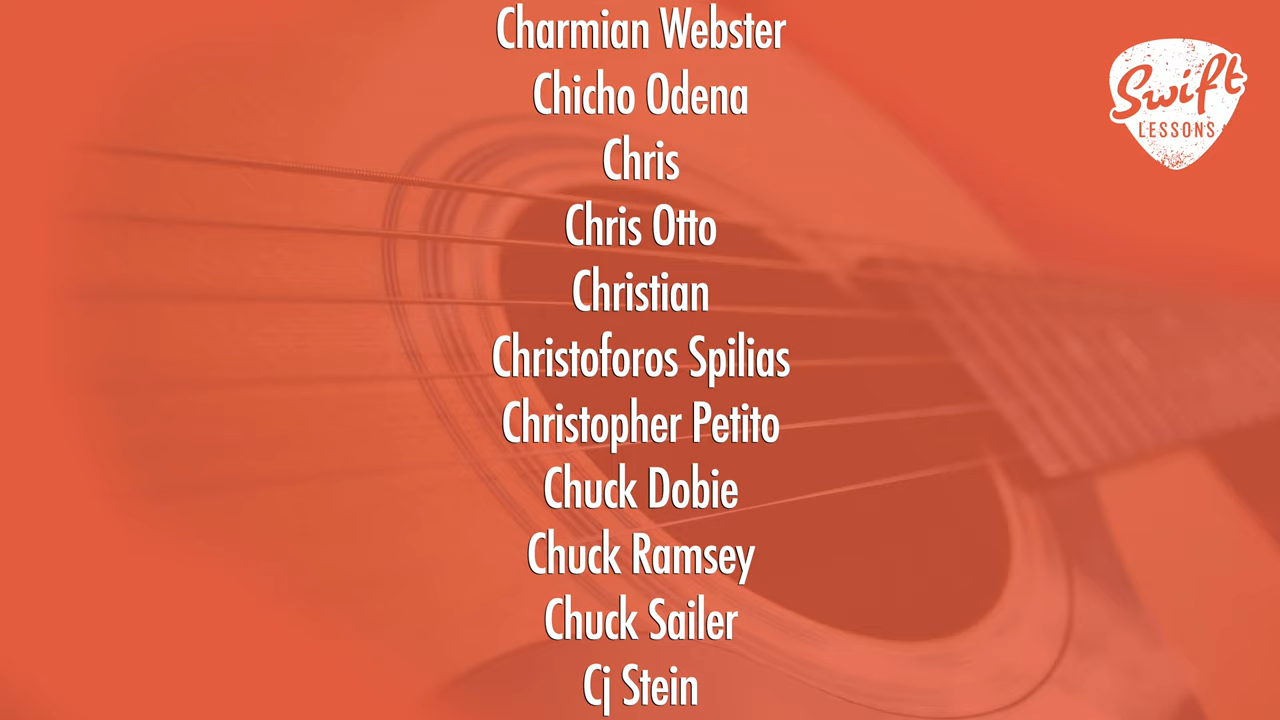 Charmian Webster
Chicho Odena
Chris
Chris Otto
Christian
Christoforos Spilias
Christopher Petito
Chuck Dobie
Chuck Ramsey
Chuck Sailer
Cj Stein
Swift
LESSONS